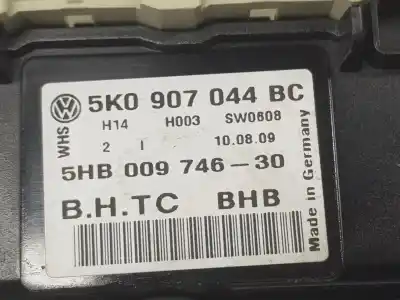 5K0 907 044 BC
WHS
H14 H003 SW0608
2 I 10.08.09
5HB 009 746-30
B.H.TC BHB
Made in Germany